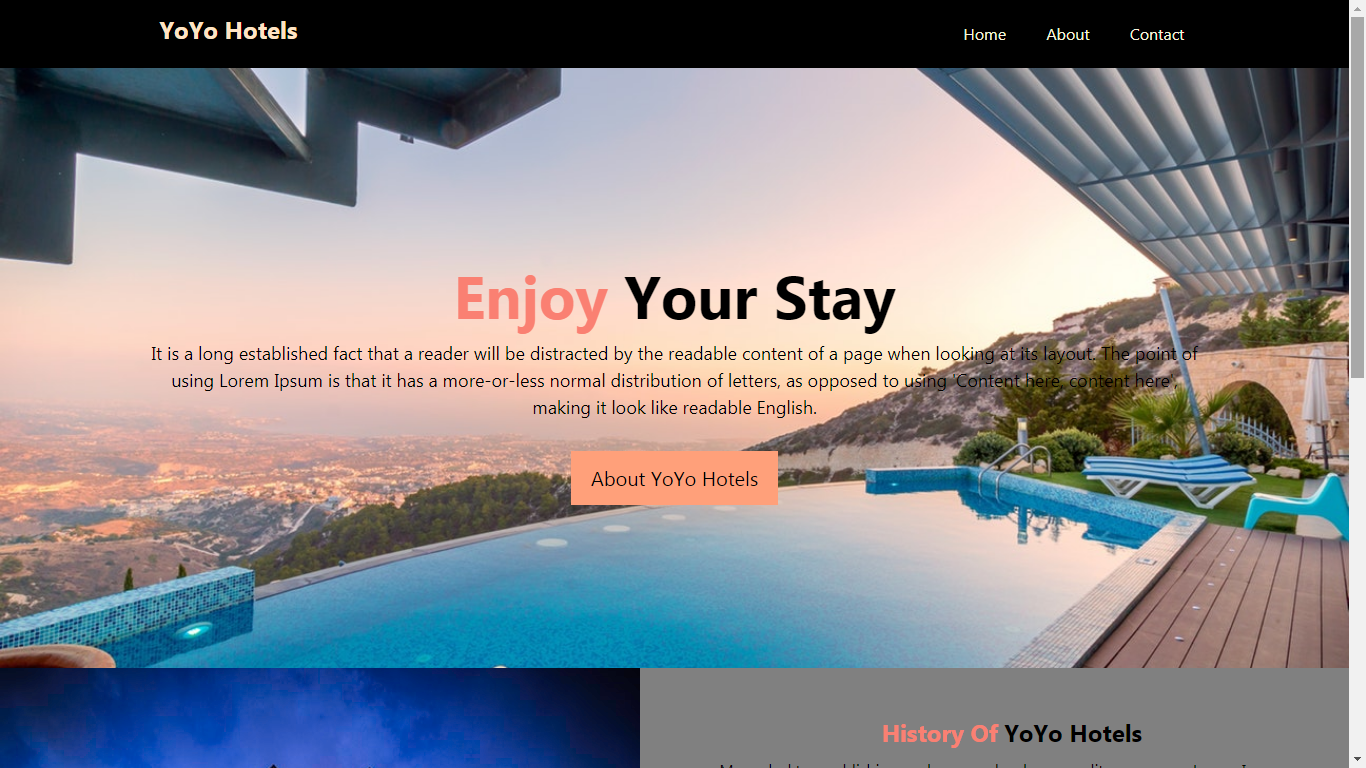 YoYo Hotels
Home About Contact
Enjoy Your Stay
It is a long established fact that a reader will be distracted by the readable content of a page when looking at its layout. The point of
using Lorem Ipsum is that it has a more-or-less normal distribution of letters, as opposed to using 'Content here, content here',
making it look like readable English.
About YoYo Hotels
History Of YoYo Hotels